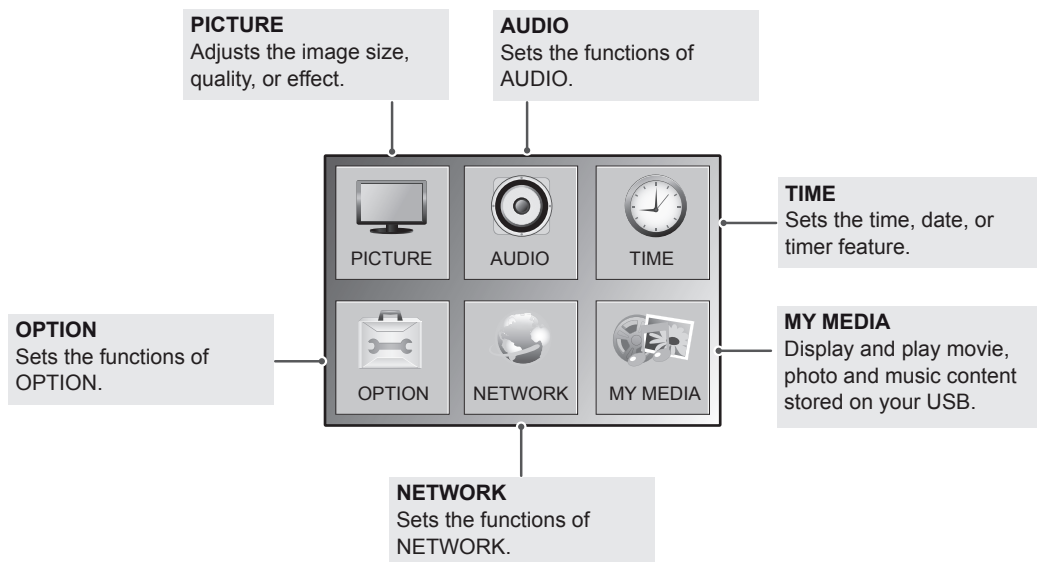 PICTURE
Adjusts the image size,
quality, or effect.
AUDIO
Sets the functions of
AUDIO.
PICTURE
AUDIO
TIME
TIME
Sets the time, date, or
timer feature.
OPTION
Sets the functions of
OPTION.
OPTION
NETWORK
MY MEDIA
MY MEDIA
Display and play movie,
photo and music content
stored on your USB.
NETWORK
Sets the functions of
NETWORK.